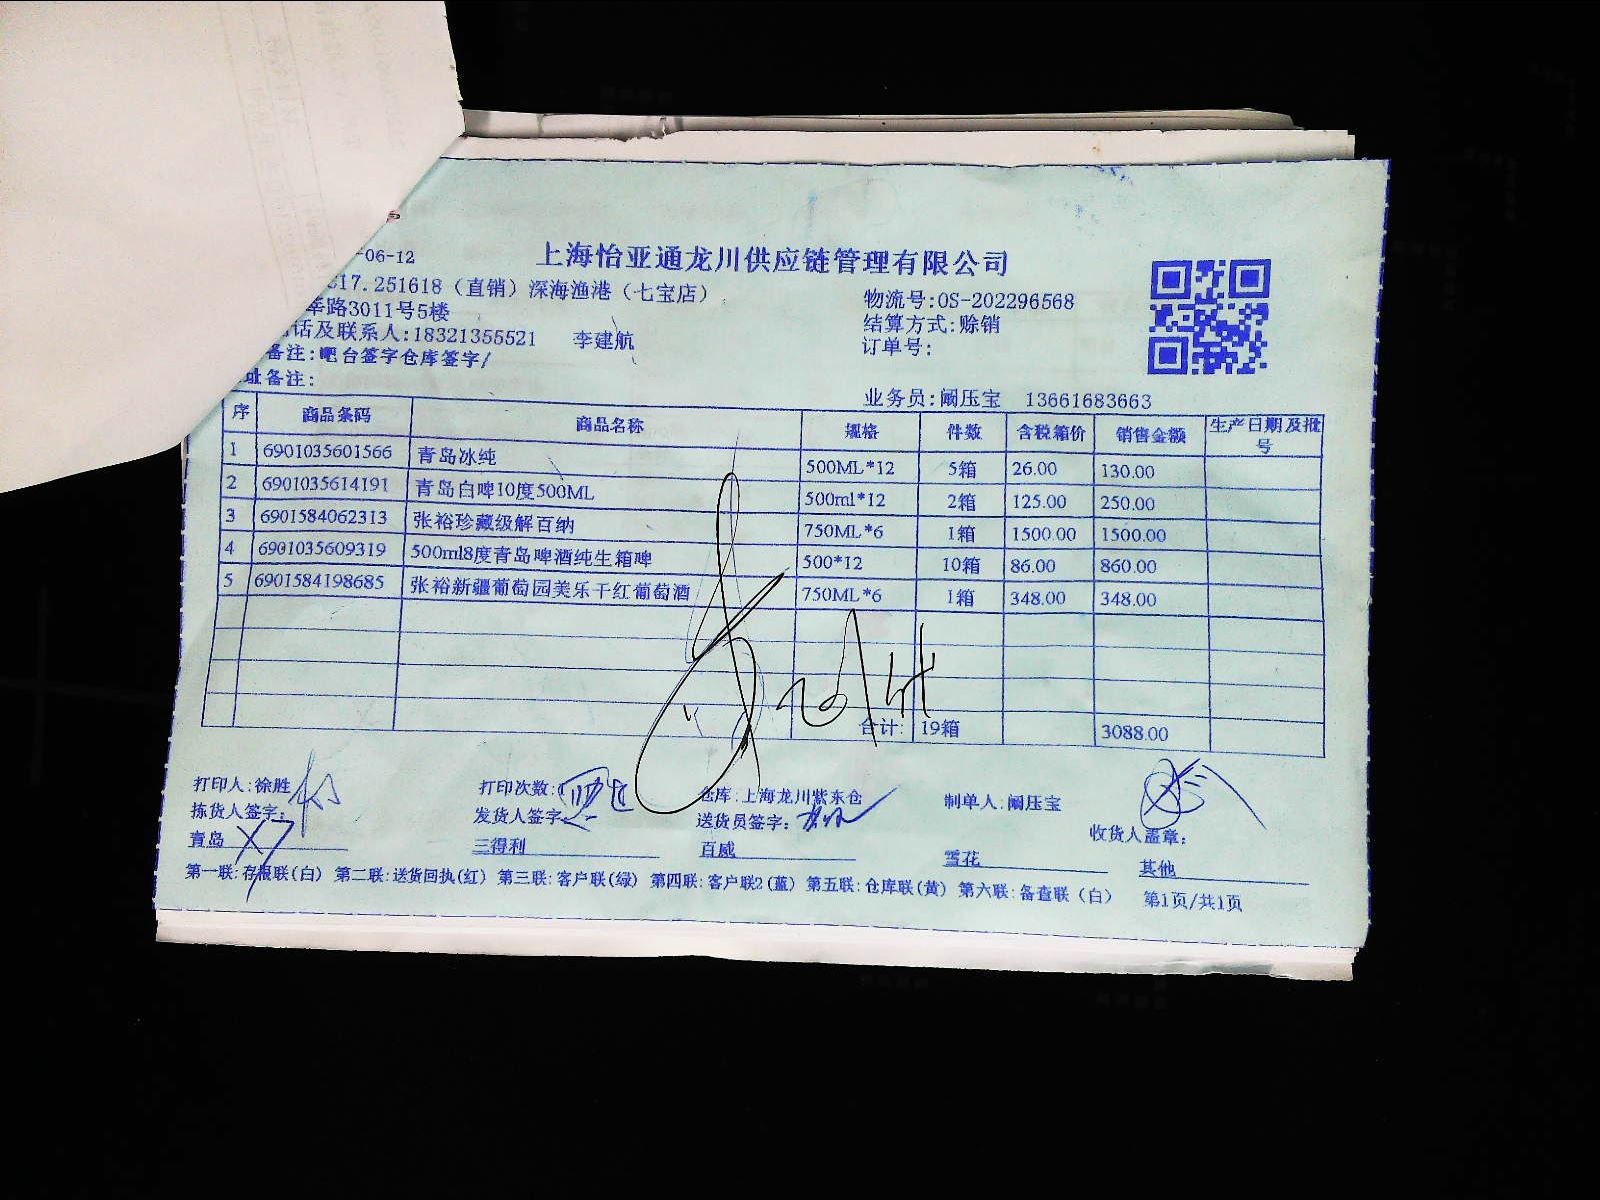 -06-12
上海怡亚通龙川供应链管理有限公司
317.251618（直销）深海渔港（七宝店）
物流号:OS-202296568
莘路3011号5楼
结算方式:赊销
话及联系人:18321355521 李建航
订单号:
备注:吧台签字仓库签字/
址备注:
业务员:阚压宝 13661683663
序 商品条码 商品名称 规格 件数 含税箱价 销售金额 生产日期及批号
1 6901035601566 青岛冰纯 500ML*12 5箱 26.00 130.00
2 6901035614191 青岛白啤10度500ML 500ml*12 2箱 125.00 250.00
3 6901584062313 张裕珍藏级解百纳 750ML*6 1箱 1500.00 1500.00
4 6901035609319 500ml8度青岛啤酒纯生箱啤 500*12 10箱 86.00 860.00
5 6901584198685 张裕新疆葡萄园美乐干红葡萄酒 750ML*6 1箱 348.00 348.00
合计: 19箱 3088.00
打印人:徐胜 打印次数: 仓库:上海龙川紫东仓 制单人:阚压宝
拣货人签字: 发货人签字 送货员签字: 收货人盖章:
青岛 三得利 百威 雪花 其他
第一联:存根联(白) 第二联:送货回执(红) 第三联:客户联(绿) 第四联:客户联2(蓝) 第五联:仓库联(黄) 第六联:备查联（白） 第1页/共1页